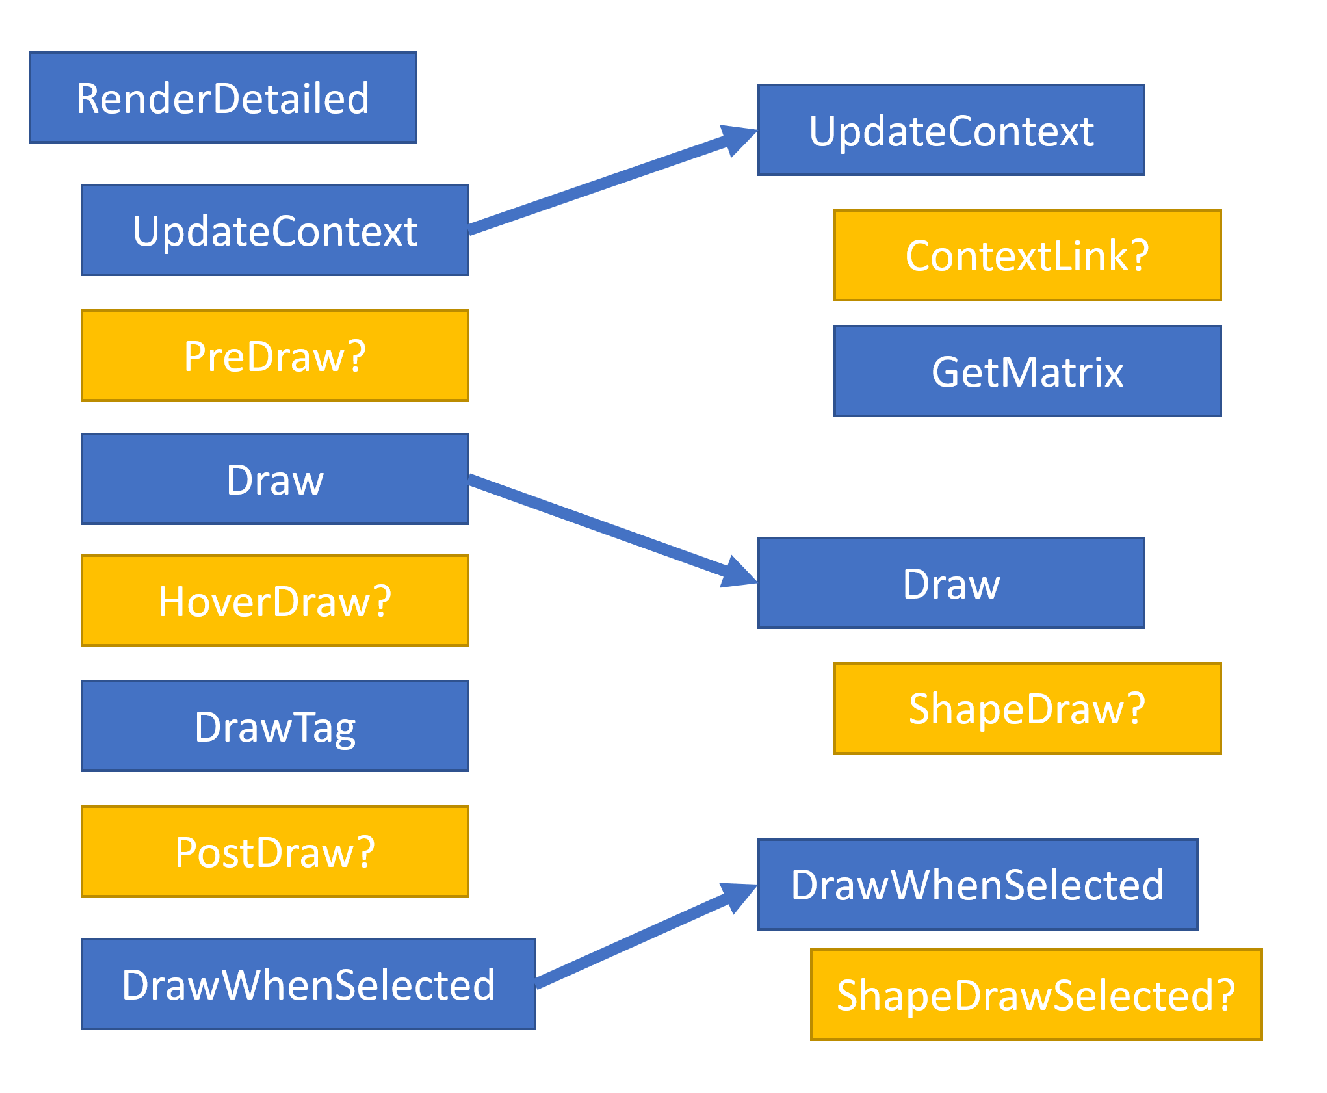 RenderDetailed
UpdateContext
PreDraw?
Draw
HoverDraw?
DrawTag
PostDraw?
DrawWhenSelected
UpdateContext
ContextLink?
GetMatrix
Draw
ShapeDraw?
DrawWhenSelected
ShapeDrawSelected?